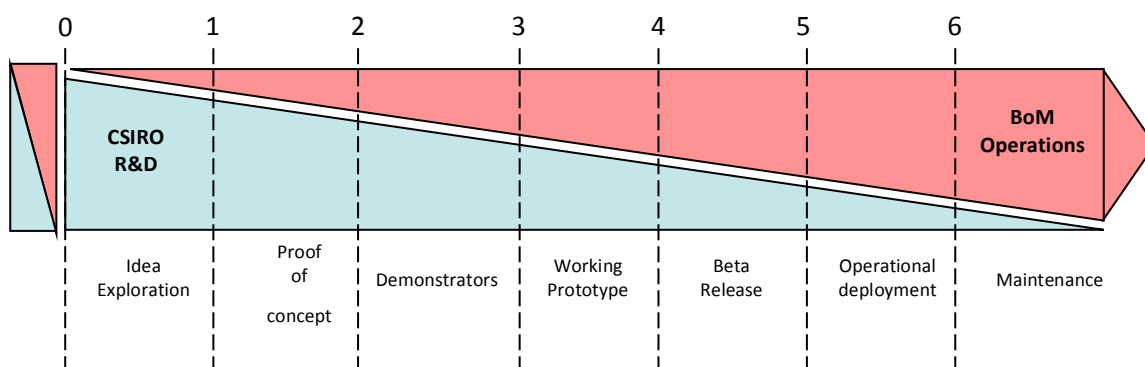 0 1 2 3 4 5 6
CSIRO
R&D
BoM
Operations
Idea
Exploration
Proof
of
concept
Demonstrators
Working
Prototype
Beta
Release
Operational
deployment
Maintenance